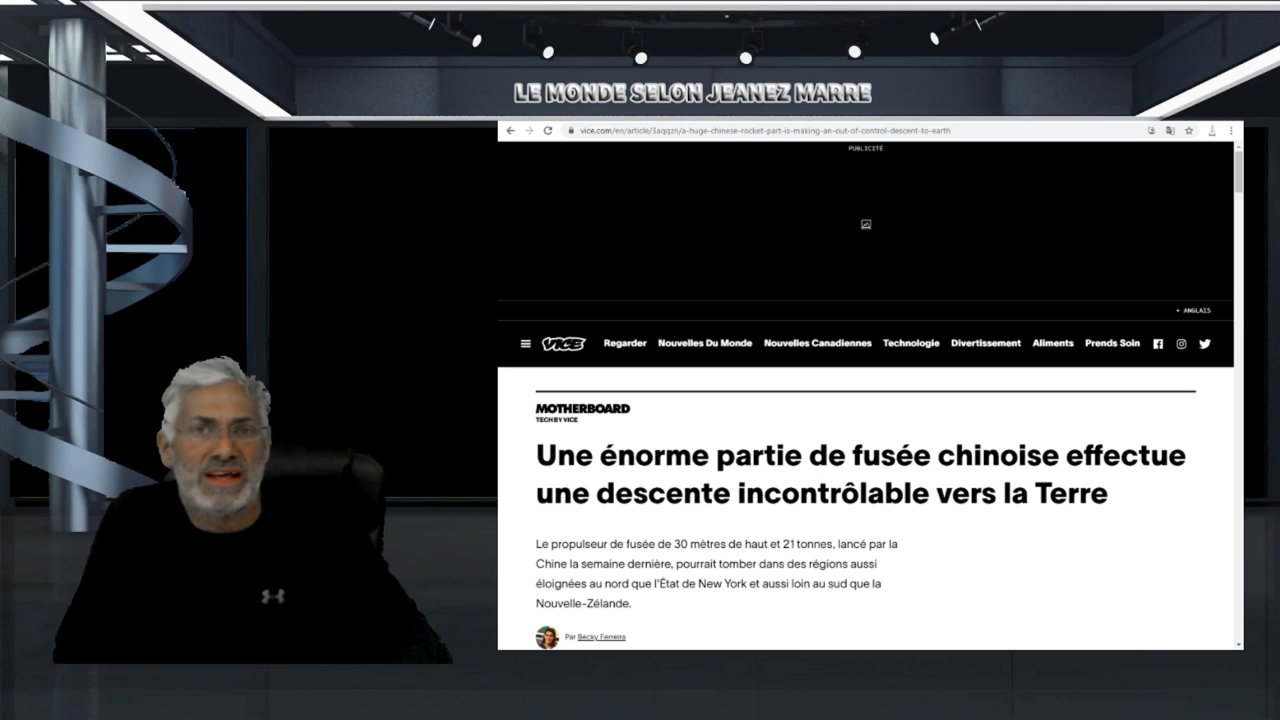 LE MONDE SELON JEANEZ MARRE
vice.com/en/article/3aqqzn/a-huge-chinese-rocket-part-is-making-an-out-of-control-descent-to-earth
PUBLICITÉ
+ ANGLAIS
VICE Regarder Nouvelles Du Monde Nouvelles Canadiennes Technologie Divertissement Aliments Prends Soin
MOTHERBOARD
TECH BY VICE
Une énorme partie de fusée chinoise effectue
une descente incontrôlable vers la Terre
Le propulseur de fusée de 30 mètres de haut et 21 tonnes, lancé par la
Chine la semaine dernière, pourrait tomber dans des régions aussi
éloignées au nord que l'État de New York et aussi loin au sud que la
Nouvelle-Zélande.
Par Becky Ferreira